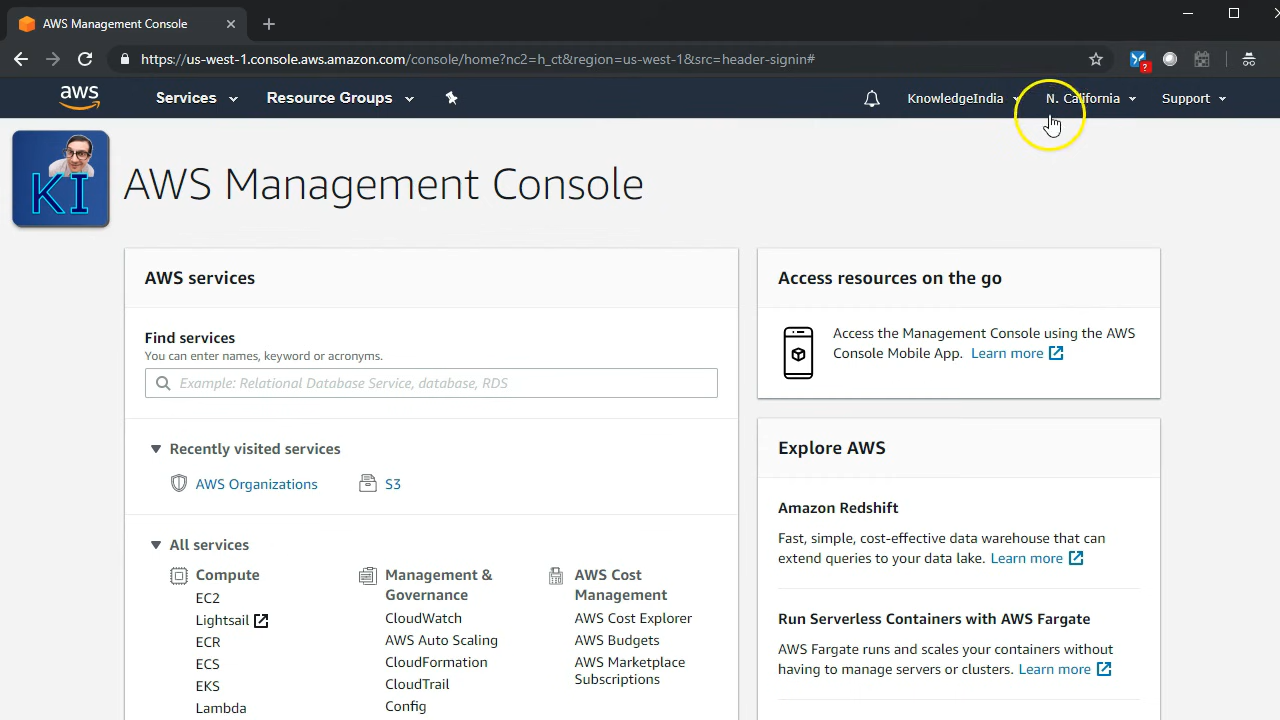 AWS Management Console
https://us-west-1.console.aws.amazon.com/console/home?nc2=h_ct&region=us-west-1&src=header-signin#
?
aws Services Resource Groups KnowledgeIndia N. California Support
KI
AWS Management Console
AWS services
Find services
You can enter names, keyword or acronyms.
Example: Relational Database Service, database, RDS
Recently visited services
AWS Organizations S3
All services
Compute
EC2
Lightsail
ECR
ECS
EKS
Lambda
Management &
Governance
CloudWatch
AWS Auto Scaling
CloudFormation
CloudTrail
Config
AWS Cost
Management
AWS Cost Explorer
AWS Budgets
AWS Marketplace
Subscriptions
Access resources on the go
Access the Management Console using the AWS
Console Mobile App. Learn more
Explore AWS
Amazon Redshift
Fast, simple, cost-effective data warehouse that can
extend queries to your data lake. Learn more
Run Serverless Containers with AWS Fargate
AWS Fargate runs and scales your containers without
having to manage servers or clusters. Learn more